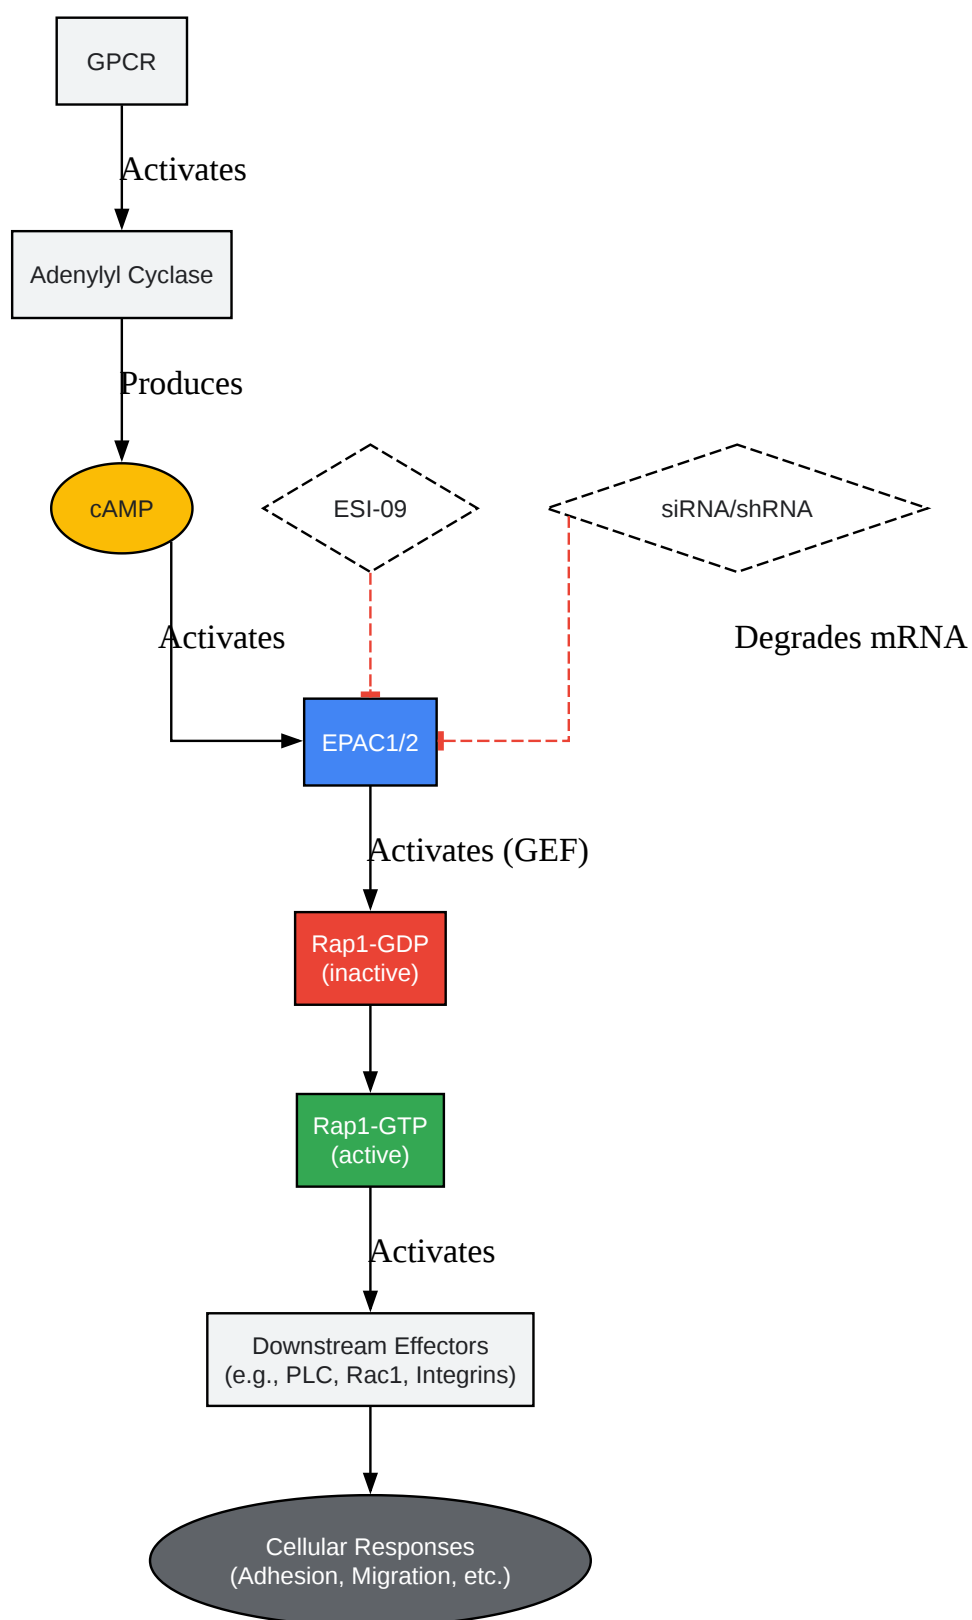 GPCR
Activates
Adenylyl Cyclase
Produces
cAMP
ESI-09
siRNA/shRNA
Activates
Degrades mRNA
EPAC1/2
Activates (GEF)
Rap1-GDP
(inactive)
Rap1-GTP
(active)
Activates
Downstream Effectors
(e.g., PLC, Rac1, Integrins)
Cellular Responses
(Adhesion, Migration, etc.)